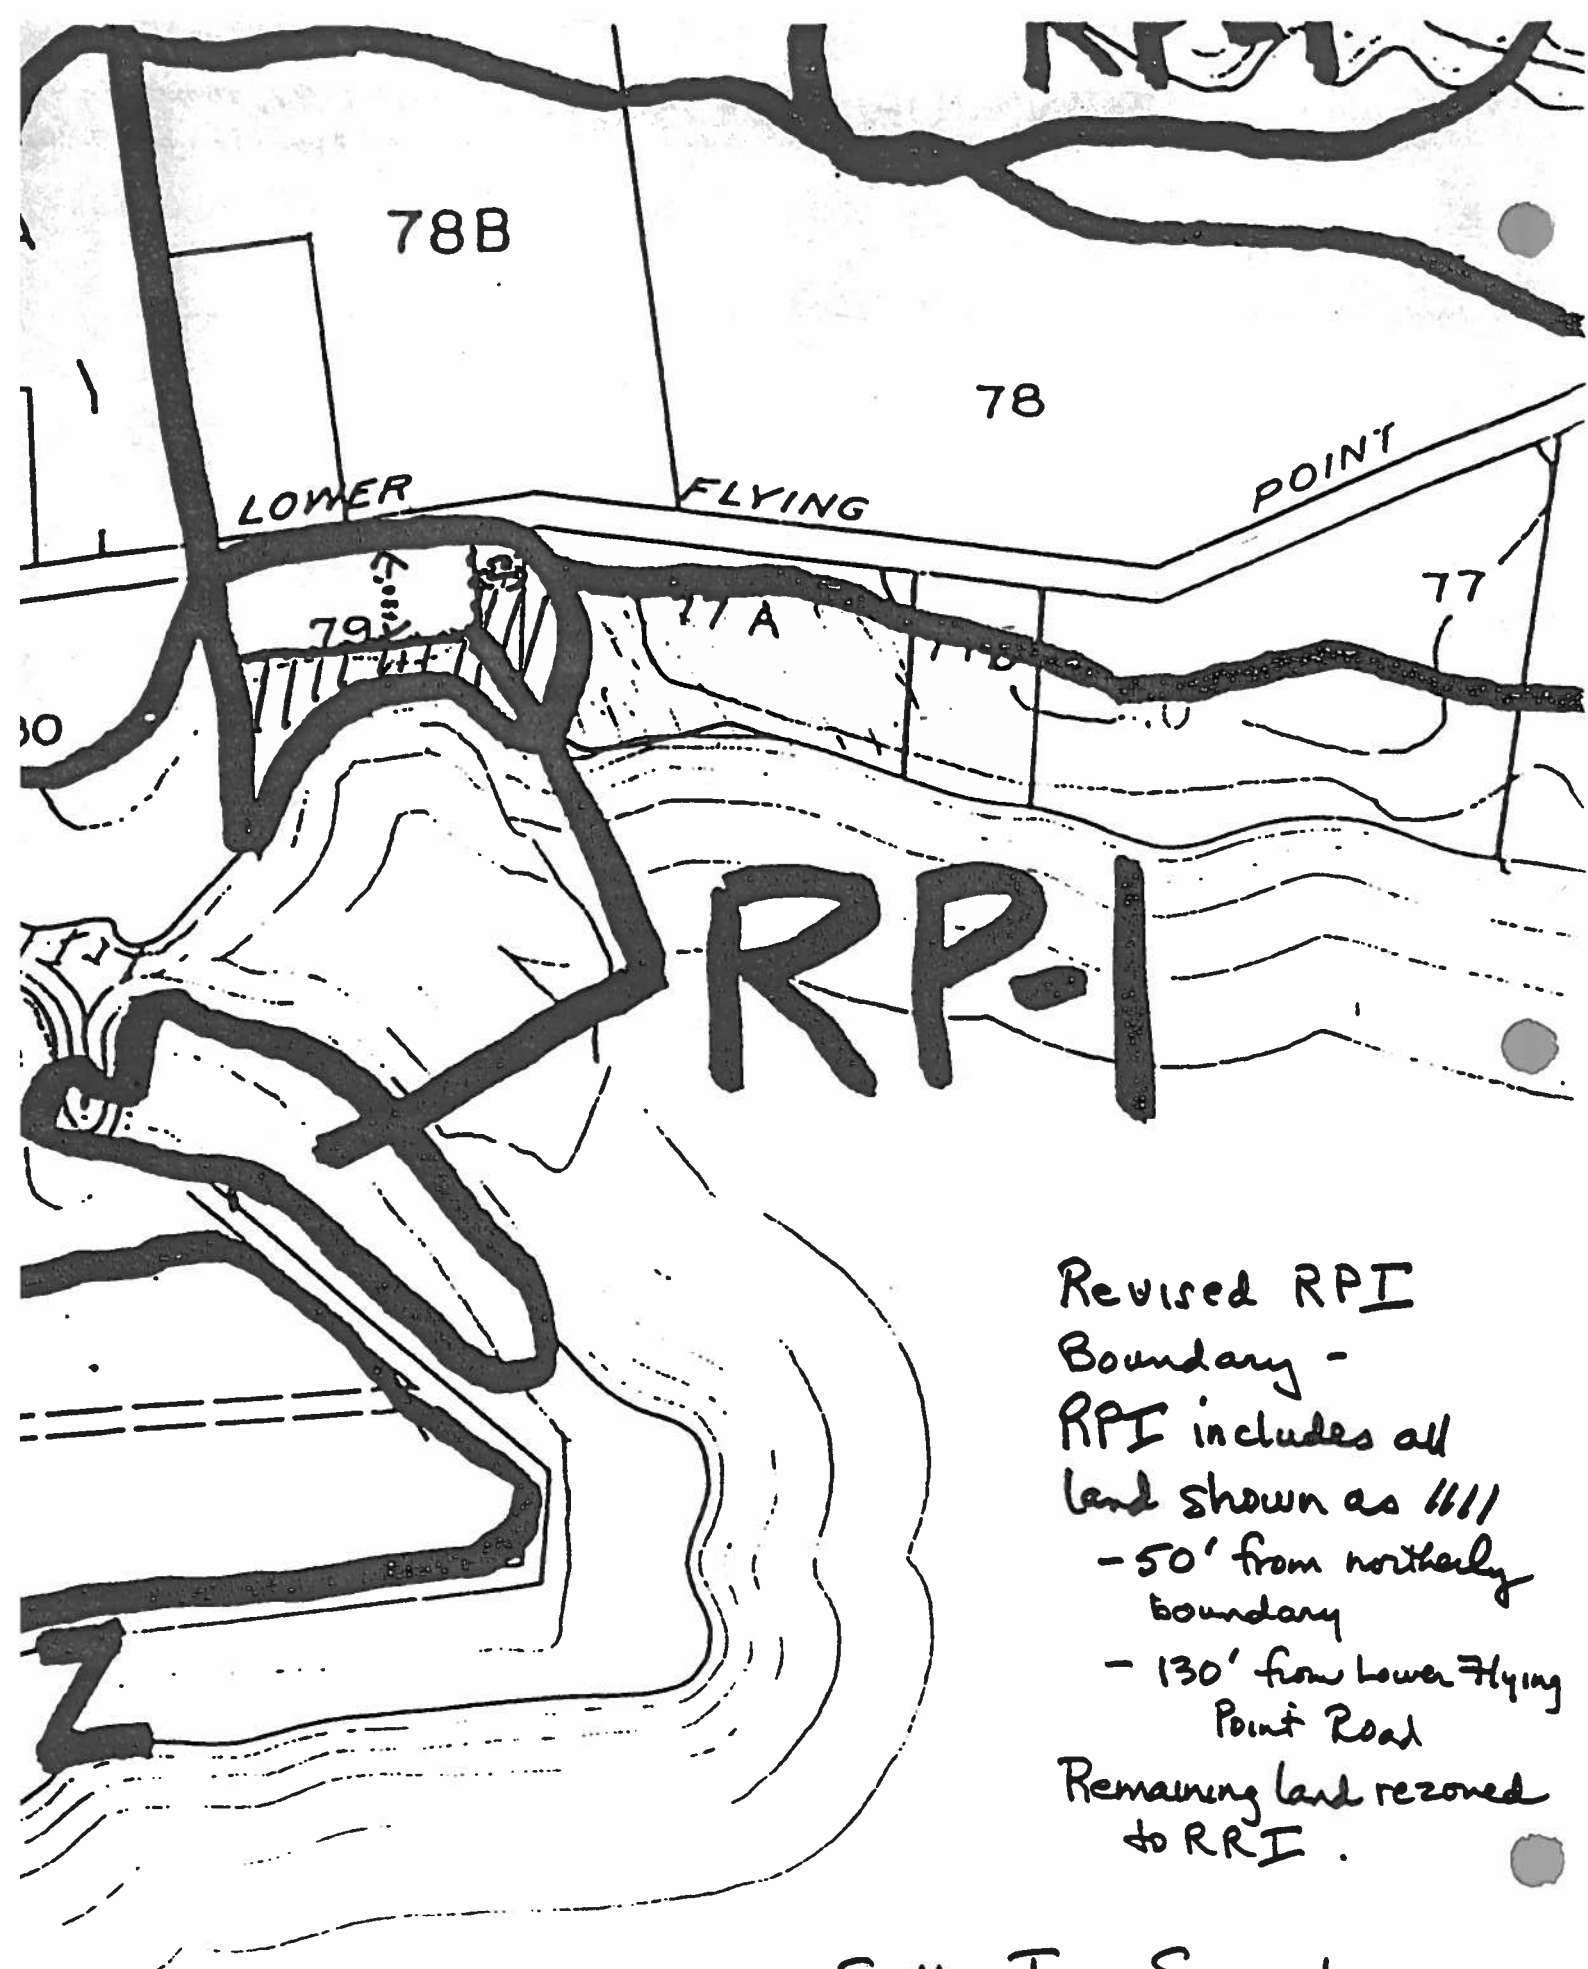 78B
78
LOWER FLYING POINT
77
79
77A
RP-1
Revised RPI
Boundary -
RPI includes all
land shown as ////
- 50' from northerly
boundary
- 130' from Lower Flying
Point Road
Remaining land rezoned
to RRI.